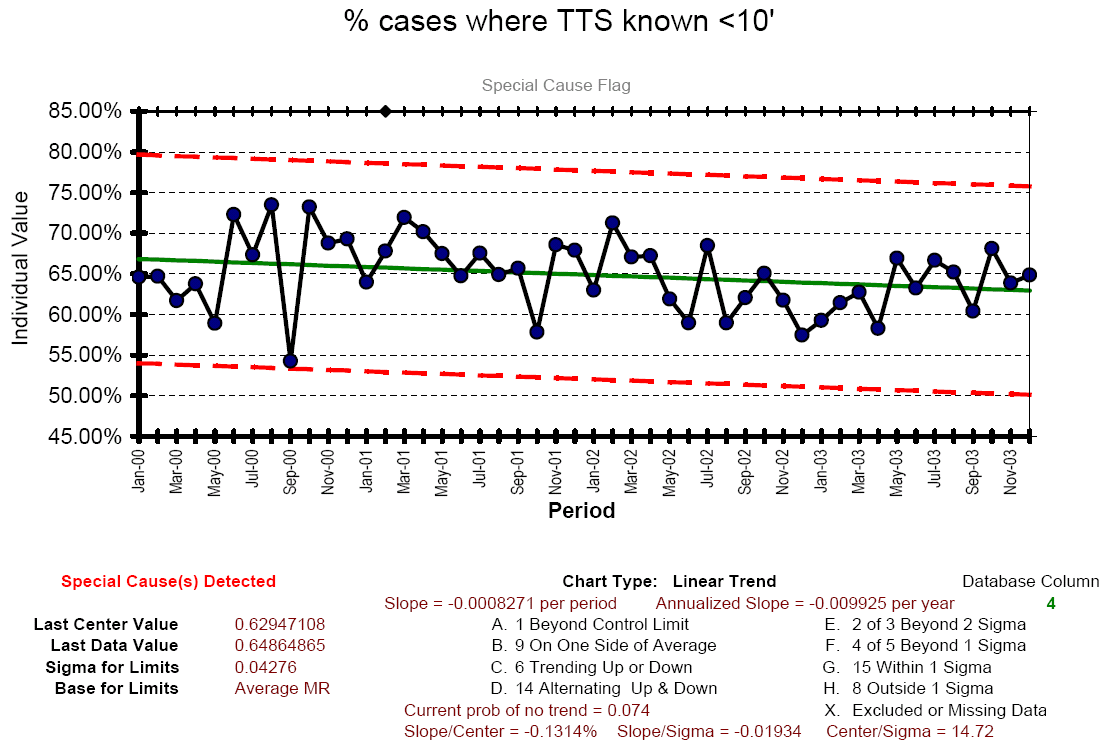 % cases where TTS known <10'
Special Cause Flag
85.00%
80.00%
75.00%
70.00%
65.00%
60.00%
55.00%
50.00%
45.00%
Individual Value
Jan-00 Mar-00 May-00 Jul-00 Sep-00 Nov-00 Jan-01 Mar-01 May-01 Jul-01 Sep-01 Nov-01 Jan-02 Mar-02 May-02 Jul-02 Sep-02 Nov-02 Jan-03 Mar-03 May-03 Jul-03 Sep-03 Nov-03
Period
Special Cause(s) Detected Chart Type: Linear Trend Database Column
Slope = -0.0008271 per period Annualized Slope = -0.009925 per year 4
Last Center Value 0.62947108 A. 1 Beyond Control Limit E. 2 of 3 Beyond 2 Sigma
Last Data Value 0.64864865 B. 9 On One Side of Average F. 4 of 5 Beyond 1 Sigma
Sigma for Limits 0.04276 C. 6 Trending Up or Down G. 15 Within 1 Sigma
Base for Limits Average MR D. 14 Alternating Up & Down H. 8 Outside 1 Sigma
Current prob of no trend = 0.074 X. Excluded or Missing Data
Slope/Center = -0.1314% Slope/Sigma = -0.01934 Center/Sigma = 14.72